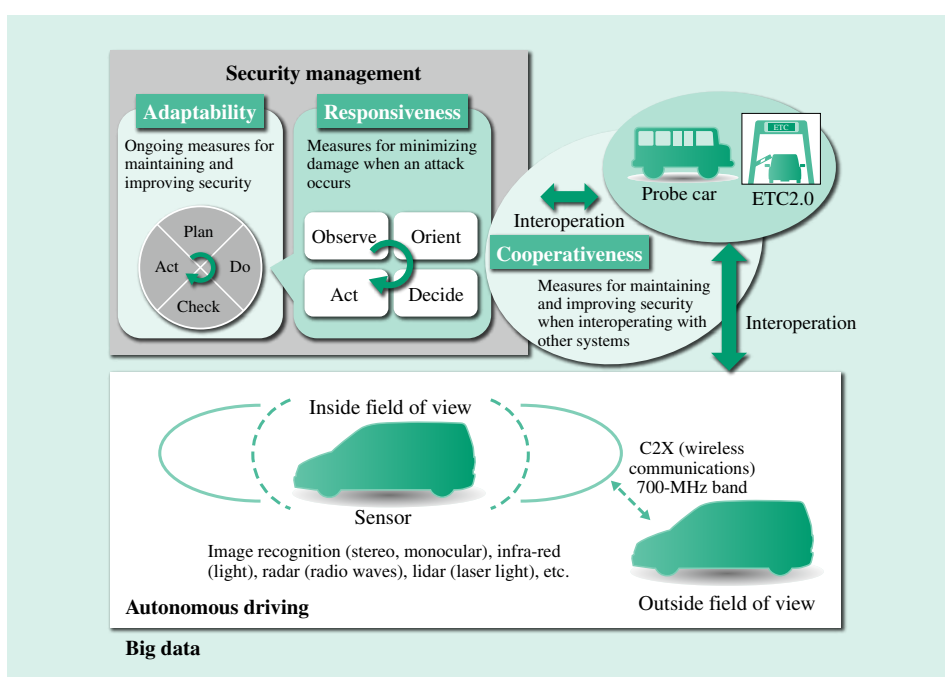 Security management
Adaptability
Ongoing measures for
maintaining and
improving security
Plan
Act
Do
Check
Responsiveness
Measures for minimizing
damage when an attack
occurs
Observe
Orient
Act
Decide
Interoperation
Cooperativeness
Measures for maintaining
and improving security
when interoperating with
other systems
Probe car
ETC
ETC2.0
Interoperation
Inside field of view
Sensor
Image recognition (stereo, monocular), infra-red
(light), radar (radio waves), lidar (laser light), etc.
C2X (wireless
communications)
700-MHz band
Outside field of view
Autonomous driving
Big data